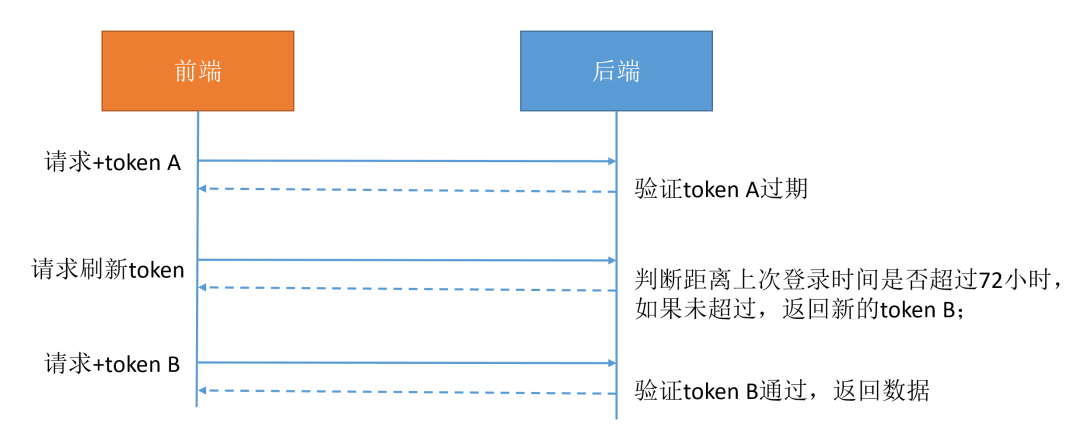 前端
后端
请求+token A
验证token A过期
请求刷新token
判断距离上次登录时间是否超过72小时，
如果未超过，返回新的token B；
请求+token B
验证token B通过，返回数据